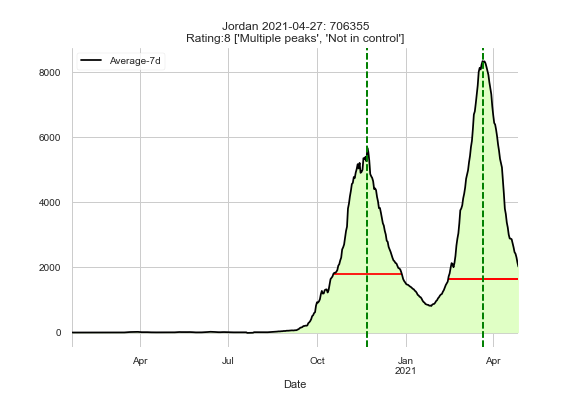 Jordan 2021-04-27: 706355
Rating:8 ['Multiple peaks', 'Not in control']
Average-7d
8000
6000
4000
2000
0
Apr
Jul
Oct
Jan
2021
Apr
Date